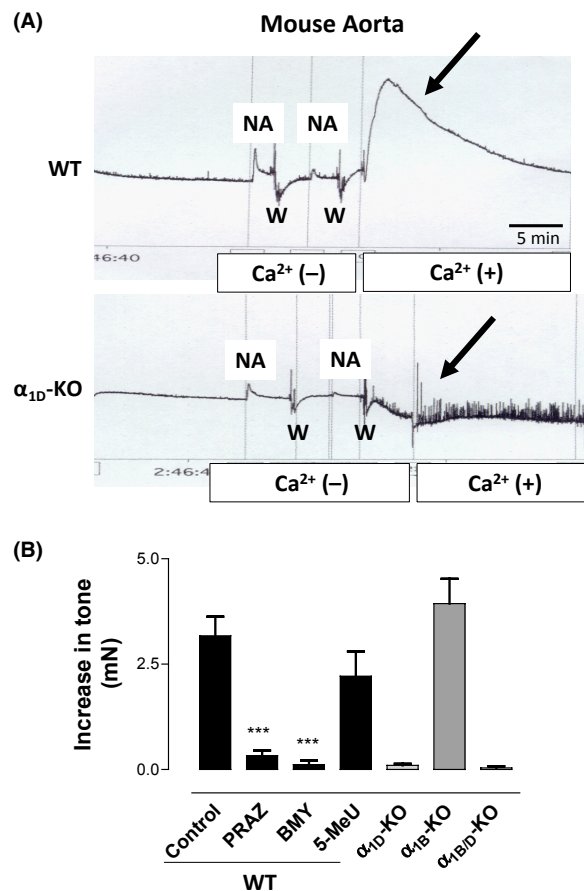 (A)
Mouse Aorta
NA
NA
WT
W
W
5 min
:46:40
Ca²⁺ (–)
Ca²⁺ (+)
NA
NA
α1D-KO
W
W
2:46:4
Ca²⁺ (–)
Ca²⁺ (+)
(B)
Increase in tone
(mN)
5.0
2.5
0.0
***
***
Control
PRAZ
BMY
5-MeU
α1D-KO
α1B-KO
α1B/D-KO
WT